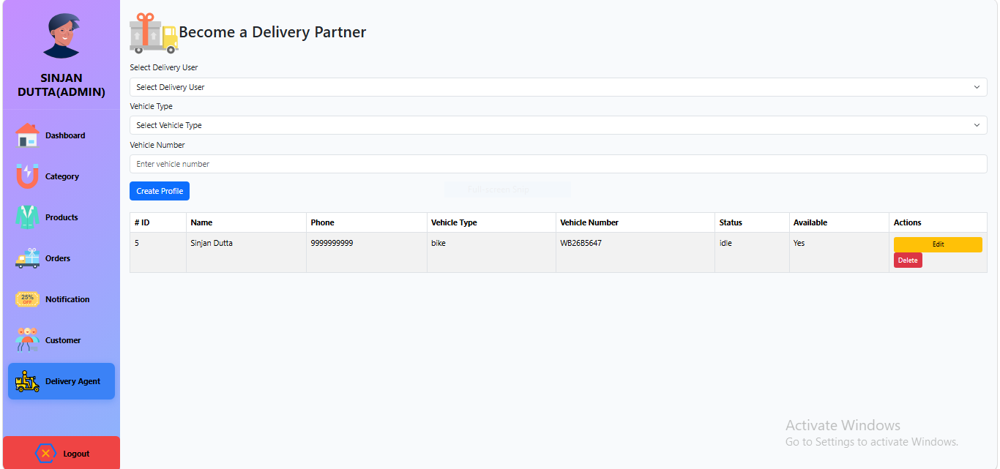 SINJAN
DUTTA(ADMIN)
Dashboard
Category
Products
Orders
25%
OFF
Notification
Customer
Delivery Agent
Logout
Become a Delivery Partner
Select Delivery User
Select Delivery User
Vehicle Type
Select Vehicle Type
Vehicle Number
Enter vehicle number
Create Profile
Full-screen Snip
# ID Name Phone Vehicle Type Vehicle Number Status Available Actions
5 Sinjan Dutta 9999999999 bike WB26B5647 idle Yes Edit
Delete
Activate Windows
Go to Settings to activate Windows.